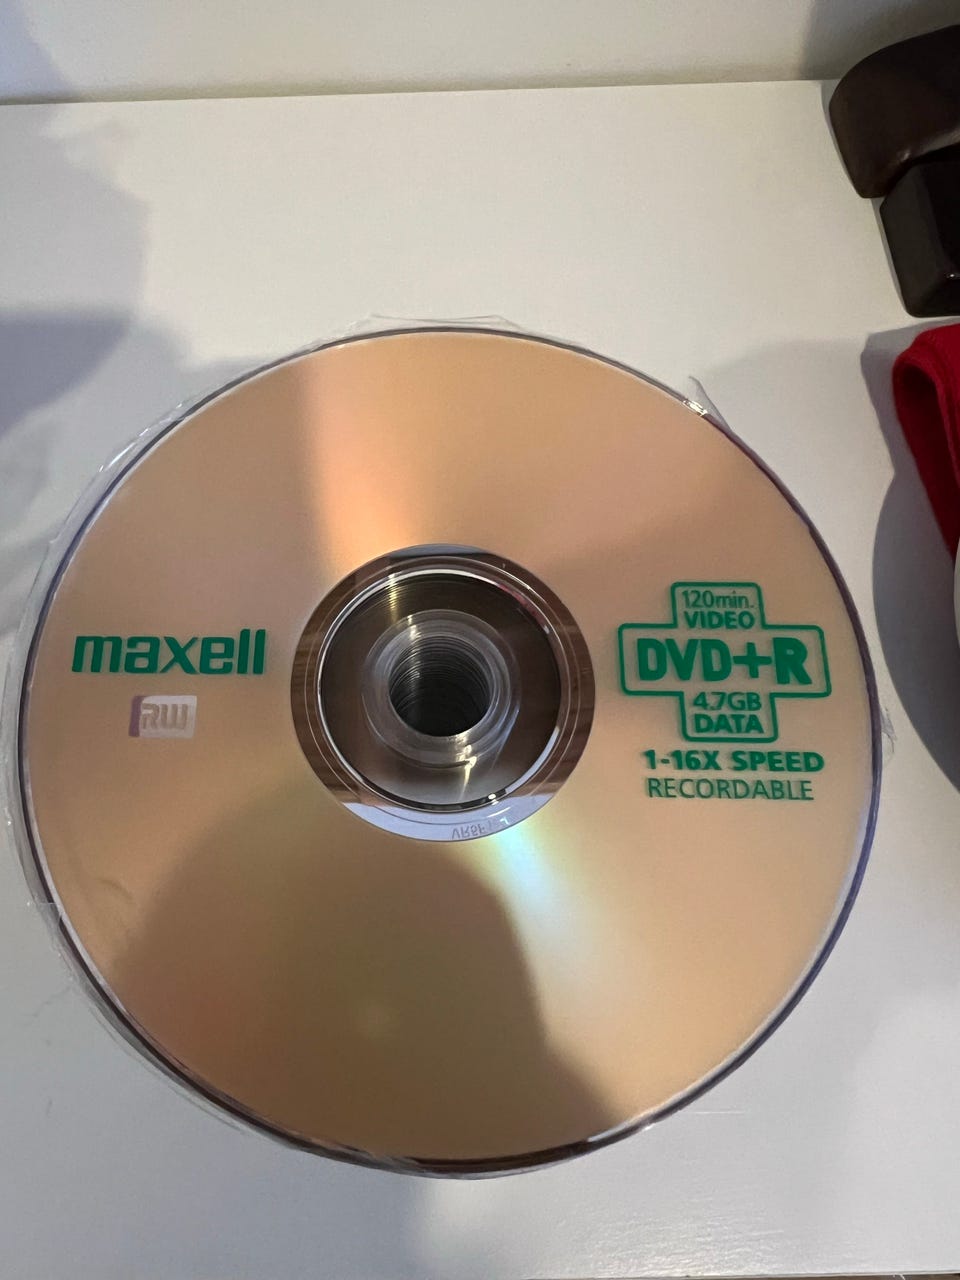 maxell
RW
120min.
VIDEO
DVD+R
4.7GB
DATA
1-16X SPEED
RECORDABLE